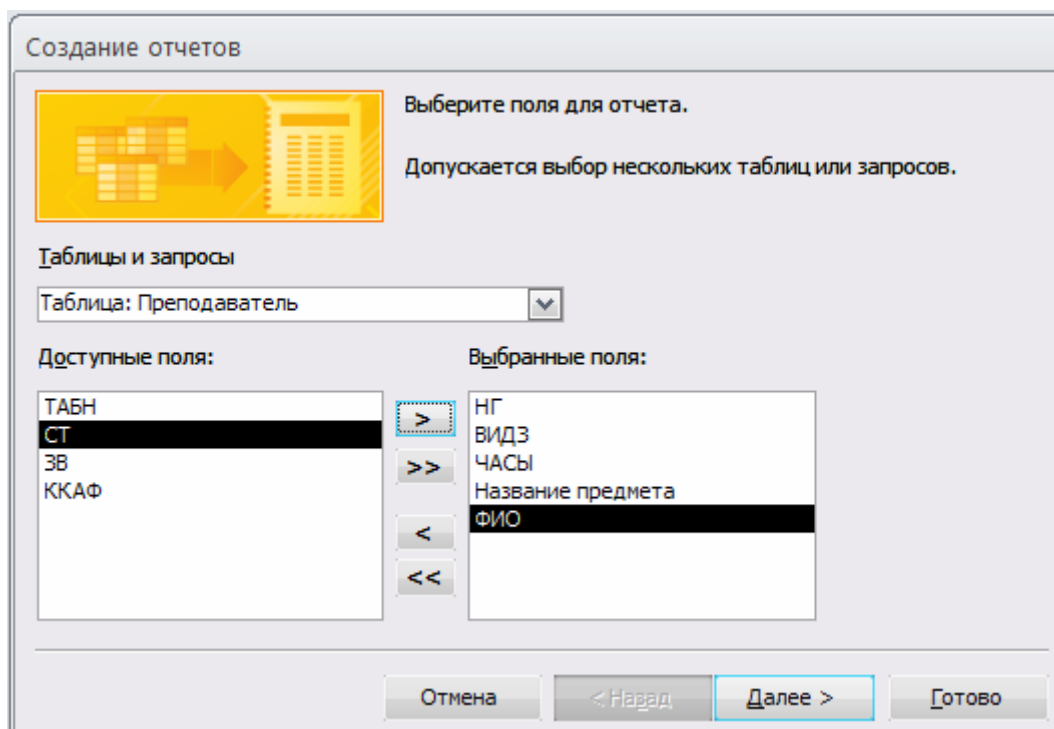 Создание отчетов
Выберите поля для отчета.
Допускается выбор нескольких таблиц или запросов.
Таблицы и запросы
Таблица: Преподаватель
Доступные поля:
Выбранные поля:
ТАБН
СТ
ЗВ
ККАФ
>
>>
<
<<
НГ
ВИДЗ
ЧАСЫ
Название предмета
ФИО
Отмена
< Назад
Далее >
Готово